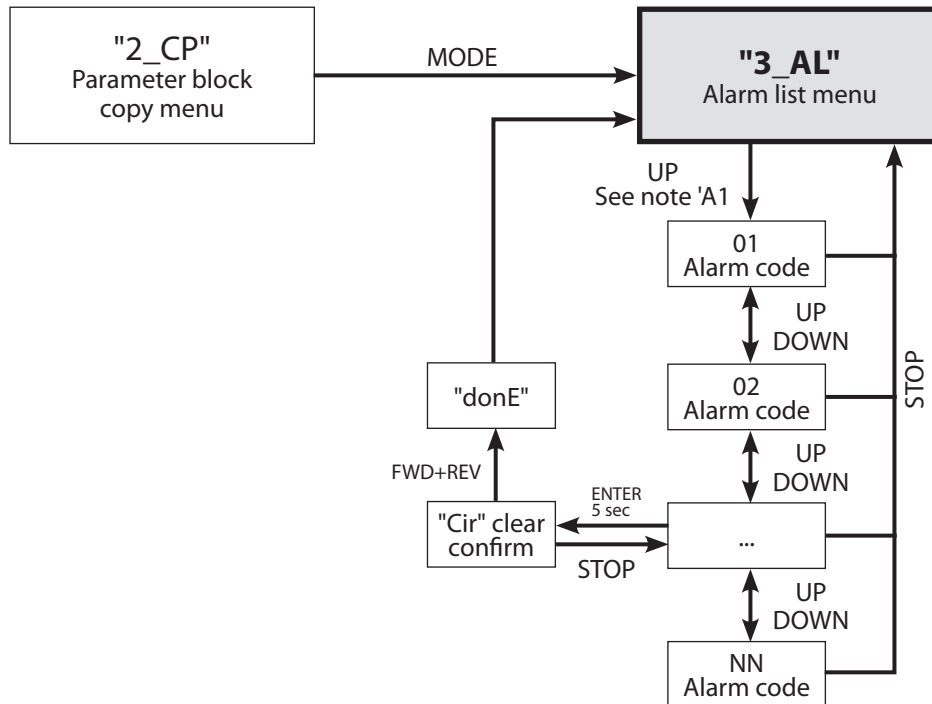 "2_CP"
Parameter block
copy menu
MODE
"3_AL"
Alarm list menu
UP
See note 'A1
01
Alarm code
UP
DOWN
STOP
"donE"
02
Alarm code
FWD+REV
UP
DOWN
ENTER
5 sec
"Cir" clear
confirm
...
STOP
UP
DOWN
NN
Alarm code